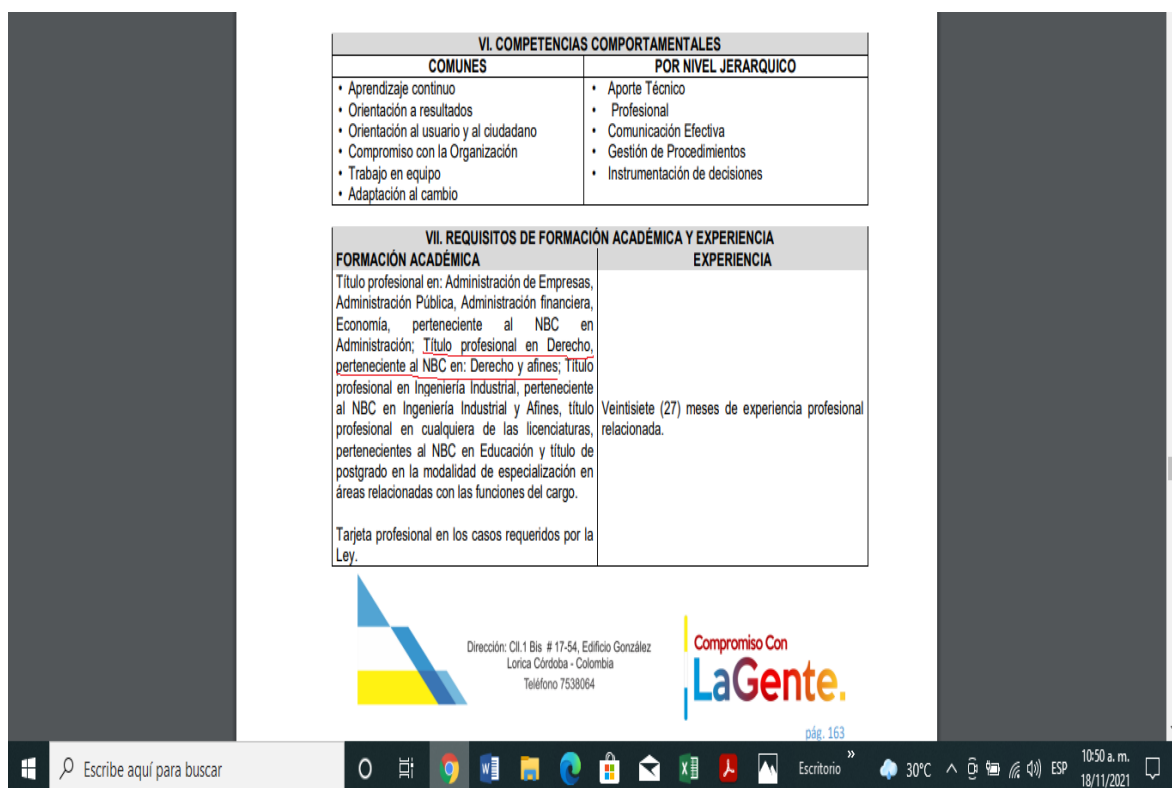 VI. COMPETENCIAS COMPORTAMENTALES
COMUNES
POR NIVEL JERARQUICO
• Aprendizaje continuo
• Orientación a resultados
• Orientación al usuario y al ciudadano
• Compromiso con la Organización
• Trabajo en equipo
• Adaptación al cambio
• Aporte Técnico
• Profesional
• Comunicación Efectiva
• Gestión de Procedimientos
• Instrumentación de decisiones
VII. REQUISITOS DE FORMACIÓN ACADÉMICA Y EXPERIENCIA
FORMACIÓN ACADÉMICA
EXPERIENCIA
Título profesional en: Administración de Empresas,
Administración Pública, Administración financiera,
Economía, perteneciente al NBC en
Administración; Título profesional en Derecho,
perteneciente al NBC en: Derecho y afines; Título
profesional en Ingeniería Industrial, perteneciente
al NBC en Ingeniería Industrial y Afines, título
profesional en cualquiera de las licenciaturas,
pertenecientes al NBC en Educación y título de
postgrado en la modalidad de especialización en
áreas relacionadas con las funciones del cargo.
Tarjeta profesional en los casos requeridos por la
Ley.
Veintisiete (27) meses de experiencia profesional
relacionada.
Dirección: Cll.1 Bis # 17-54, Edificio González
Lorica Córdoba - Colombia
Teléfono 7538064
Compromiso Con
LaGente.
pág. 163
Escribe aquí para buscar
Escritorio
»
30°C
ESP
10:50 a. m.
18/11/2021